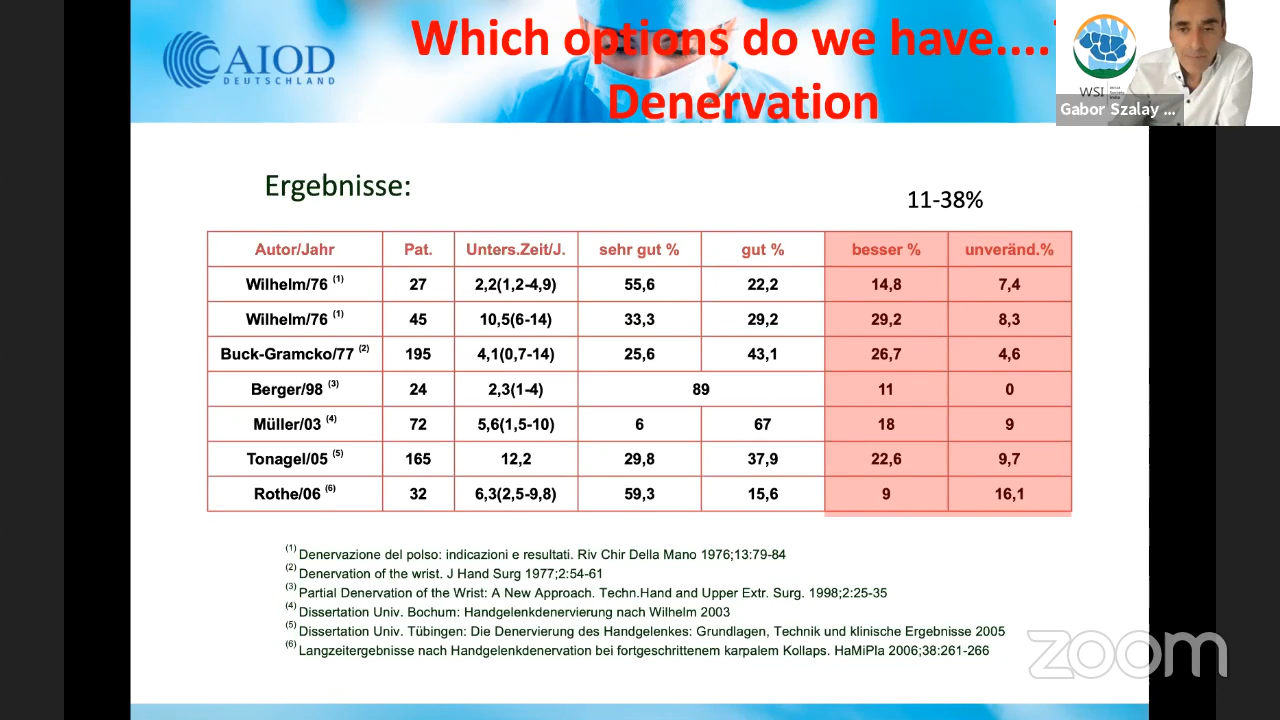 Which options do we have....
Denervation
CAIOD
DEUTSCHLAND
WSI
Gabor Szalay ...
Ergebnisse:
11-38%
Autor/Jahr Pat. Unters.Zeit/J. sehr gut % gut % besser % unveränd.%
Wilhelm/76 (1) 27 2,2(1,2-4,9) 55,6 22,2 14,8 7,4
Wilhelm/76 (1) 45 10,5(6-14) 33,3 29,2 29,2 8,3
Buck-Gramcko/77 (2) 195 4,1(0,7-14) 25,6 43,1 26,7 4,6
Berger/98 (3) 24 2,3(1-4) 89 11 0
Müller/03 (4) 72 5,6(1,5-10) 6 67 18 9
Tonagel/05 (5) 165 12,2 29,8 37,9 22,6 9,7
Rothe/06 (6) 32 6,3(2,5-9,8) 59,3 15,6 9 16,1
(1) Denervazione del polso: indicazioni e resultati. Riv Chir Della Mano 1976;13:79-84
(2) Denervation of the wrist. J Hand Surg 1977;2:54-61
(3) Partial Denervation of the Wrist: A New Approach. Techn.Hand and Upper Extr. Surg. 1998;2:25-35
(4) Dissertation Univ. Bochum: Handgelenkdenervierung nach Wilhelm 2003
(5) Dissertation Univ. Tübingen: Die Denervierung des Handgelenkes: Grundlagen, Technik und klinische Ergebnisse 2005
(6) Langzeitergebnisse nach Handgelenkdenervation bei fortgeschrittenem karpalem Kollaps. HaMiPla 2006;38:261-266
zoom